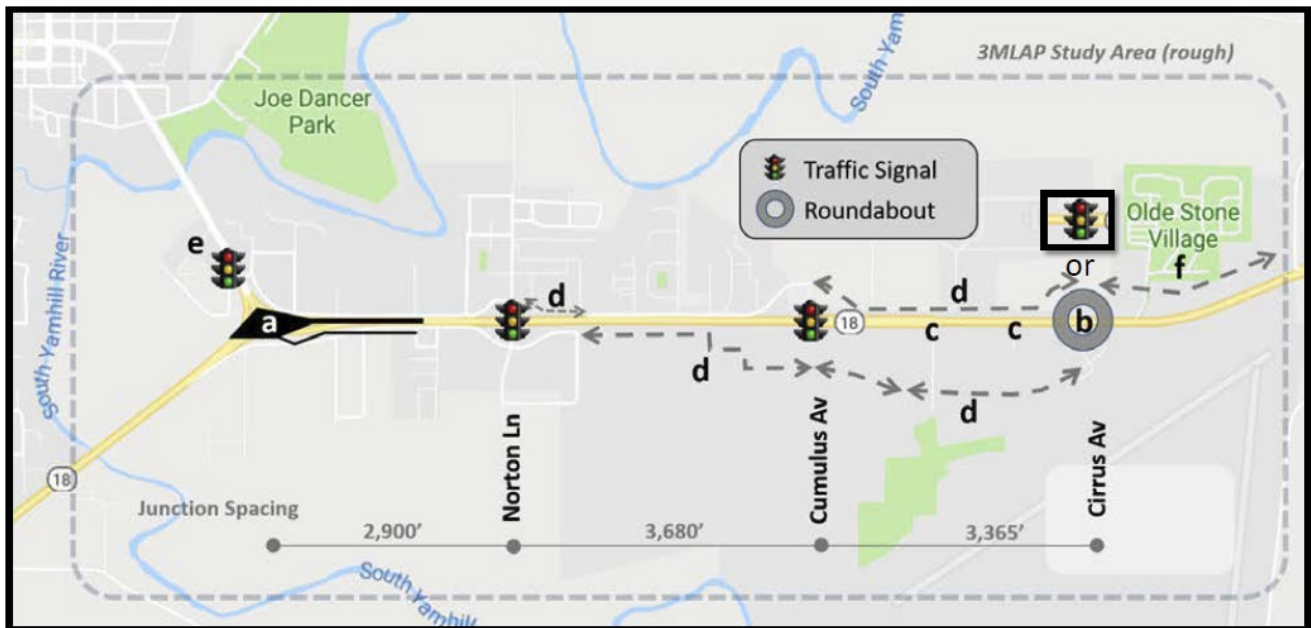 3MLAP Study Area (rough)
Joe Dancer
Park
South Yam
Traffic Signal
Roundabout
Olde Stone
Village
or
e
f
South Yamhill River
a
d
d
18
c
c
b
d
d
Norton Ln
Cumulus Av
Cirrus Av
18
Junction Spacing
2,900'
3,680'
3,365'
South Yamhill